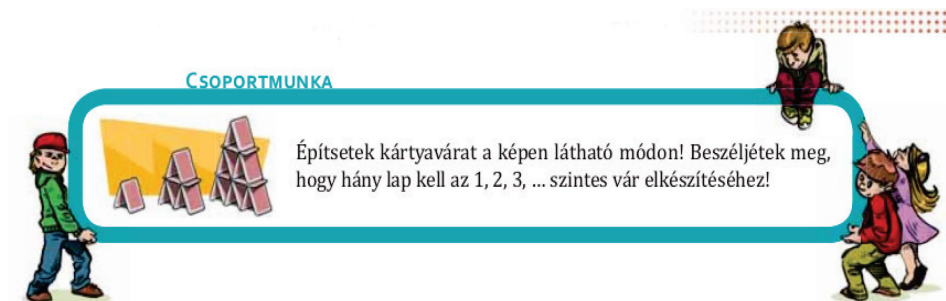 CSOPORTMUNKA
Építsetek kártyavárat a képen látható módon! Beszéljétek meg,
hogy hány lap kell az 1, 2, 3, ... szintes vár elkészítéséhez!